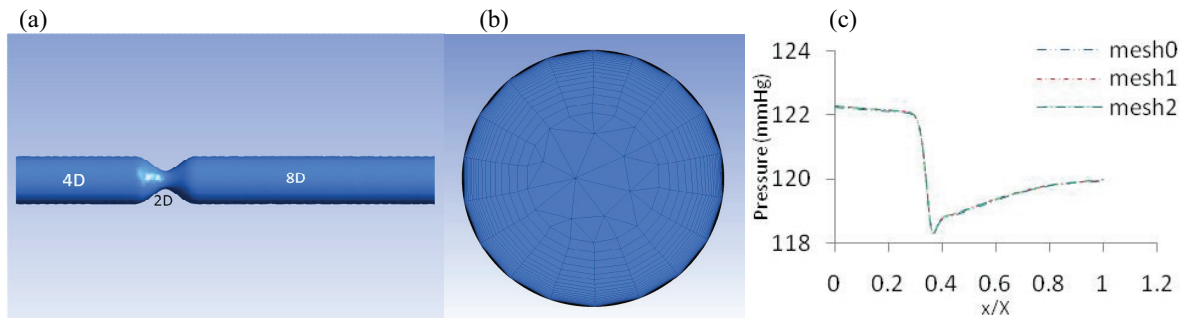 (a)
(b)
(c)
4D
2D
8D
Pressure (mmHg)
124
122
120
118
0 0.2 0.4 0.6 0.8 1 1.2
x/X
mesh0
mesh1
mesh2